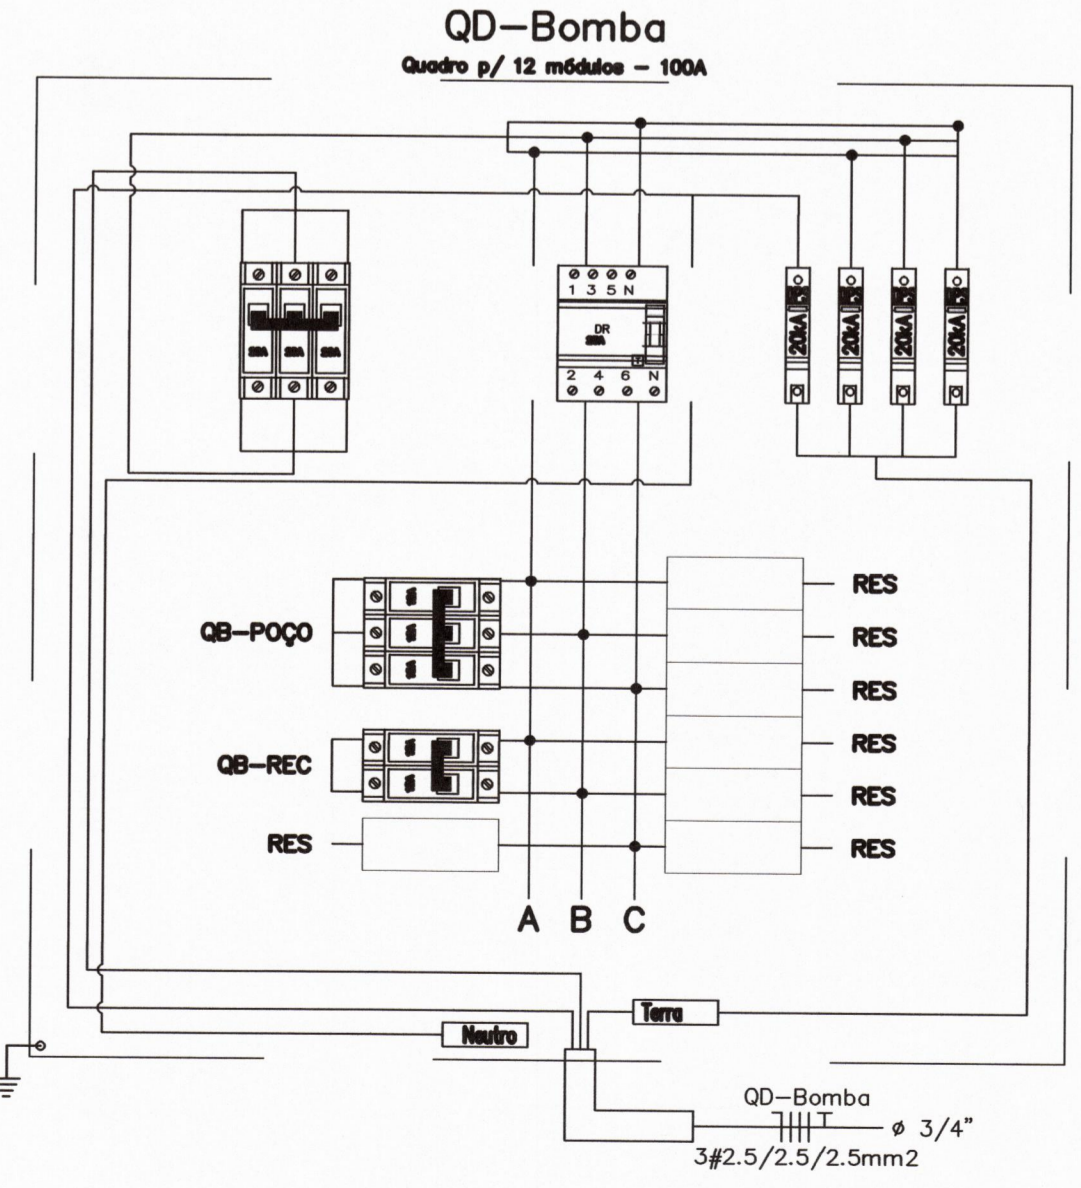 QD-Bomba
Quadro p/ 12 módulos - 100A
1 3 5 N
DR
2 4 6 N
20kA
20kA
20kA
20kA
QB-POÇO
QB-REC
RES
RES
RES
RES
RES
RES
RES
A B C
Terra
Neutro
QD-Bomba
ø 3/4"
3#2.5/2.5/2.5mm2